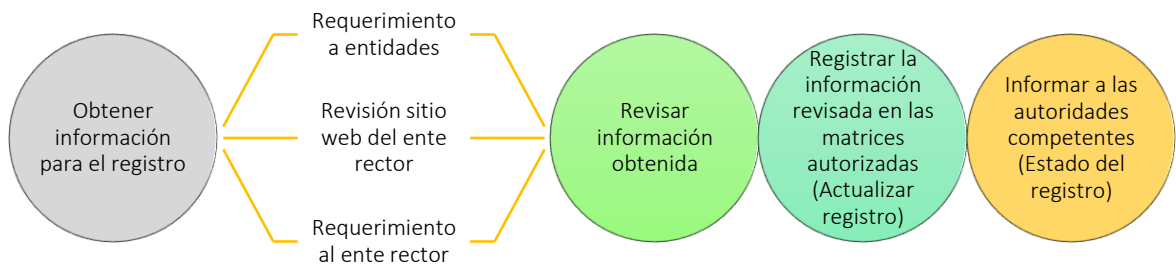 Obtener
información
para el registro
Requerimiento
a entidades
Revisión sitio
web del ente
rector
Requerimiento
al ente rector
Revisar
información
obtenida
Registrar la
información
revisada en las
matrices
autorizadas
(Actualizar
registro)
Informar a las
autoridades
competentes
(Estado del
registro)